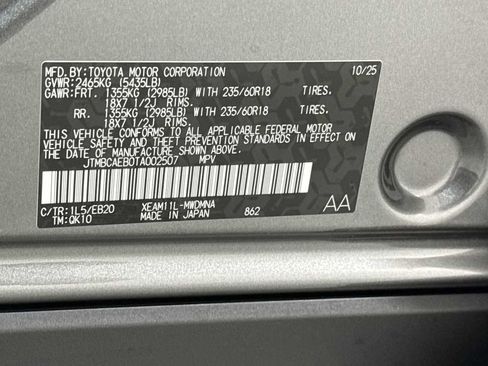 MFD.BY:TOYOTA MOTOR CORPORATION 10/25
GVWR:2465KG (5435LB)
GAWR:FRT. 1355KG (2985LB) WITH 235/60R18 TIRES.
18X7 1/2J RIMS.
RR. 1355KG (2985LB) WITH 235/60R18 TIRES.
18X7 1/2J RIMS.
THIS VEHICLE CONFORMS TO ALL APPLICABLE FEDERAL MOTOR
VEHICLE SAFETY AND THEFT PREVENTION STANDARDS IN EFFECT
ON THE DATE OF MANUFACTURE SHOWN ABOVE.
JTMBCAEB0TA002507 MPV
C/TR:1L5/EB20 XEAM11L-MWDMNA AA
TM:QK10 MADE IN JAPAN 862